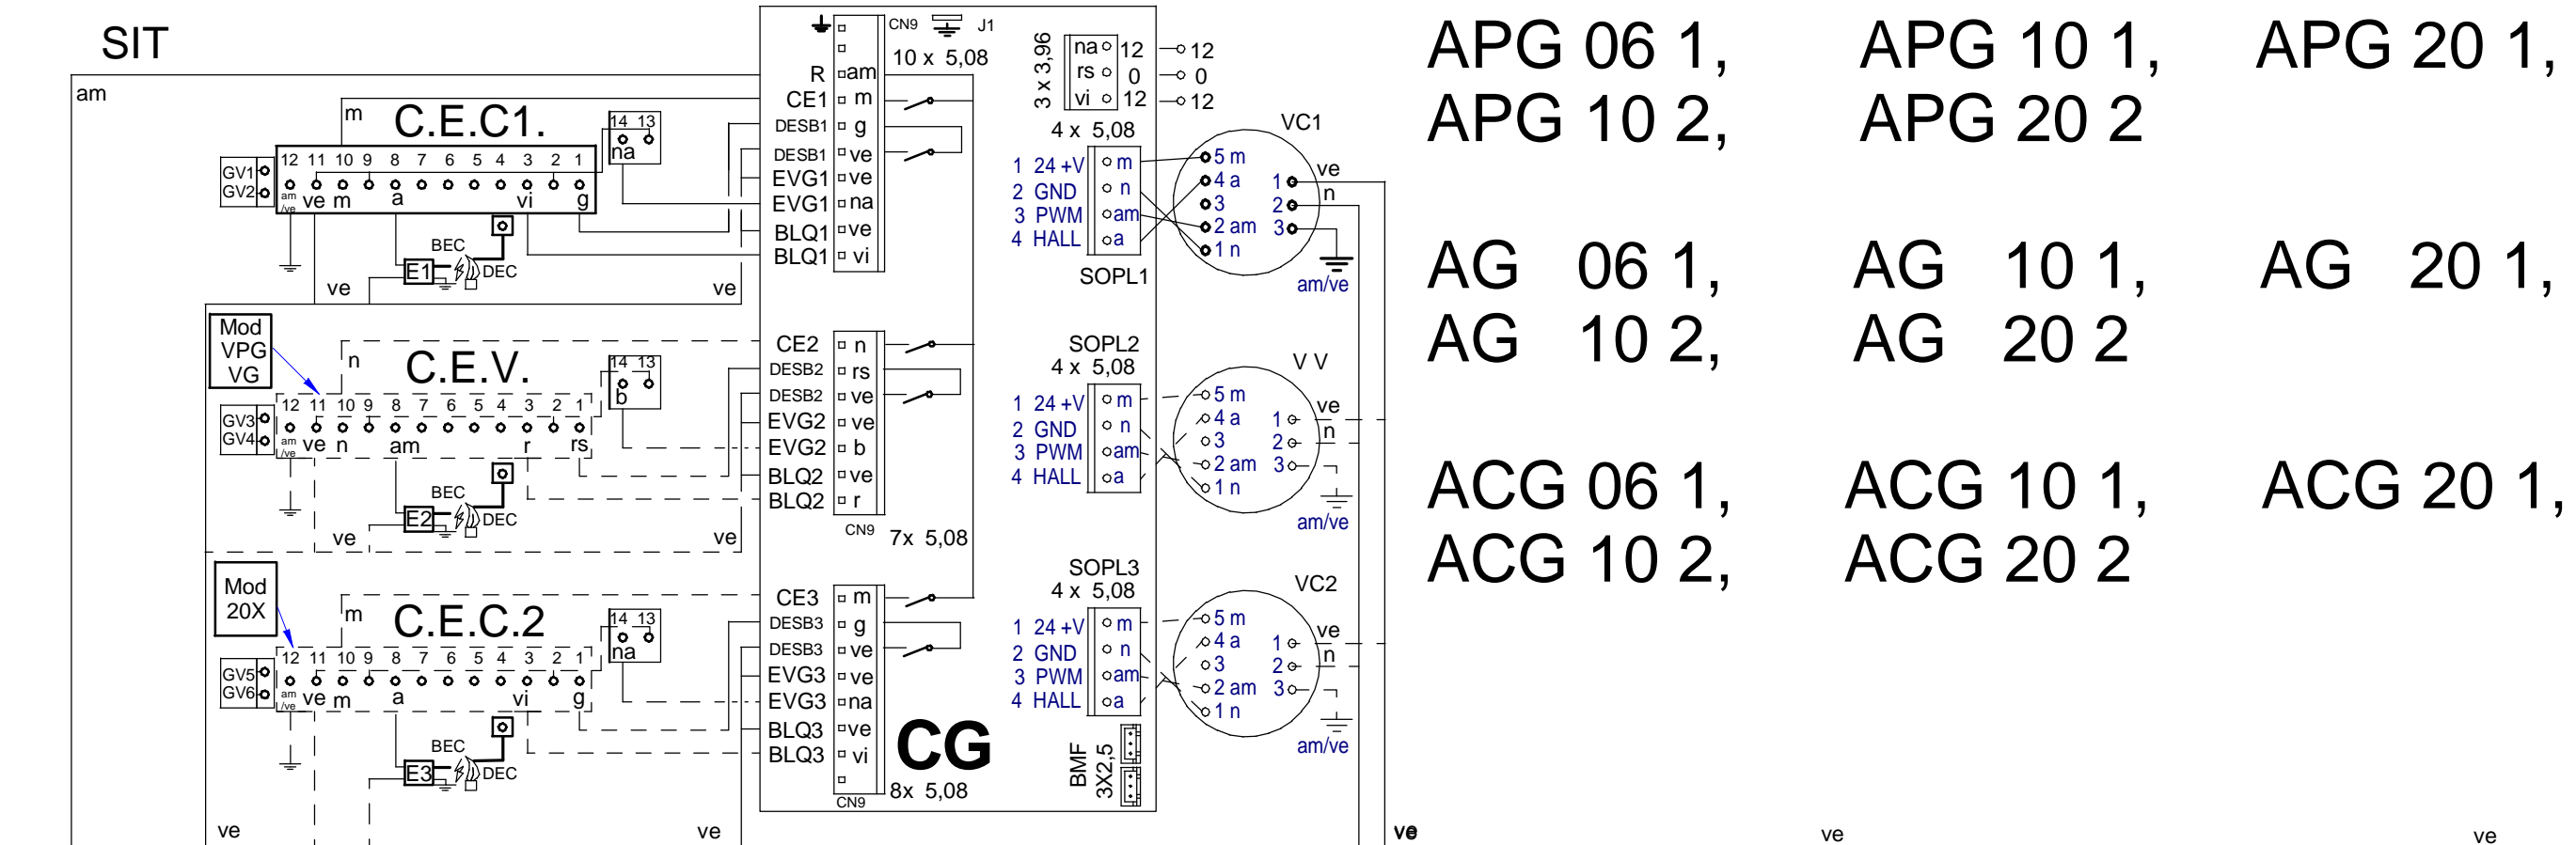 SIT
am
m
C.E.C1.
14 13
na
GV1
GV2
12 11 10 9 8 7 6 5 4 3 2 1
am
/ve
ve m a vi g
BEC
E1
DEC
ve
ve
CN9
J1
10 x 5,08
R am
CE1 m
DESB1 g
DESB1 ve
EVG1 ve
EVG1 na
BLQ1 ve
BLQ1 vi
3 x 3,96
na 12 12
rs 0 0
vi 12 12
4 x 5,08
1 24 +V m
2 GND n
3 PWM am
4 HALL a
SOPL1
VC1
5 m
4 a
3
2 am
1 n
1 ve
2 n
3
am/ve
Mod
VPG
VG
n
C.E.V.
14 13
b
GV3
GV4
12 11 10 9 8 7 6 5 4 3 2 1
am
/ve
ve n am r rs
BEC
E2
DEC
ve
ve
CE2 n
DESB2 rs
DESB2 ve
EVG2 ve
EVG2 b
BLQ2 ve
BLQ2 r
CN9
7x 5,08
SOPL2
4 x 5,08
1 24 +V m
2 GND n
3 PWM am
4 HALL a
V V
5 m
4 a
3
2 am
1 n
1 ve
2 n
3
am/ve
Mod
20X
m
C.E.C.2
14 13
na
GV5
GV6
12 11 10 9 8 7 6 5 4 3 2 1
am
/ve
ve m a vi g
BEC
E3
DEC
ve
ve
CE3 m
DESB3 g
DESB3 ve
EVG3 ve
EVG3 na
BLQ3 ve
BLQ3 vi
CN9
8x 5,08
CG
SOPL3
4 x 5,08
1 24 +V m
2 GND n
3 PWM am
4 HALL a
BMF
3X2,5
VC2
5 m
4 a
3
2 am
1 n
1 ve
2 n
3
am/ve
APG 06 1, APG 10 1, APG 20 1,
APG 10 2, APG 20 2
AG 06 1, AG 10 1, AG 20 1,
AG 10 2, AG 20 2
ACG 06 1, ACG 10 1, ACG 20 1,
ACG 10 2, ACG 20 2
ve ve ve